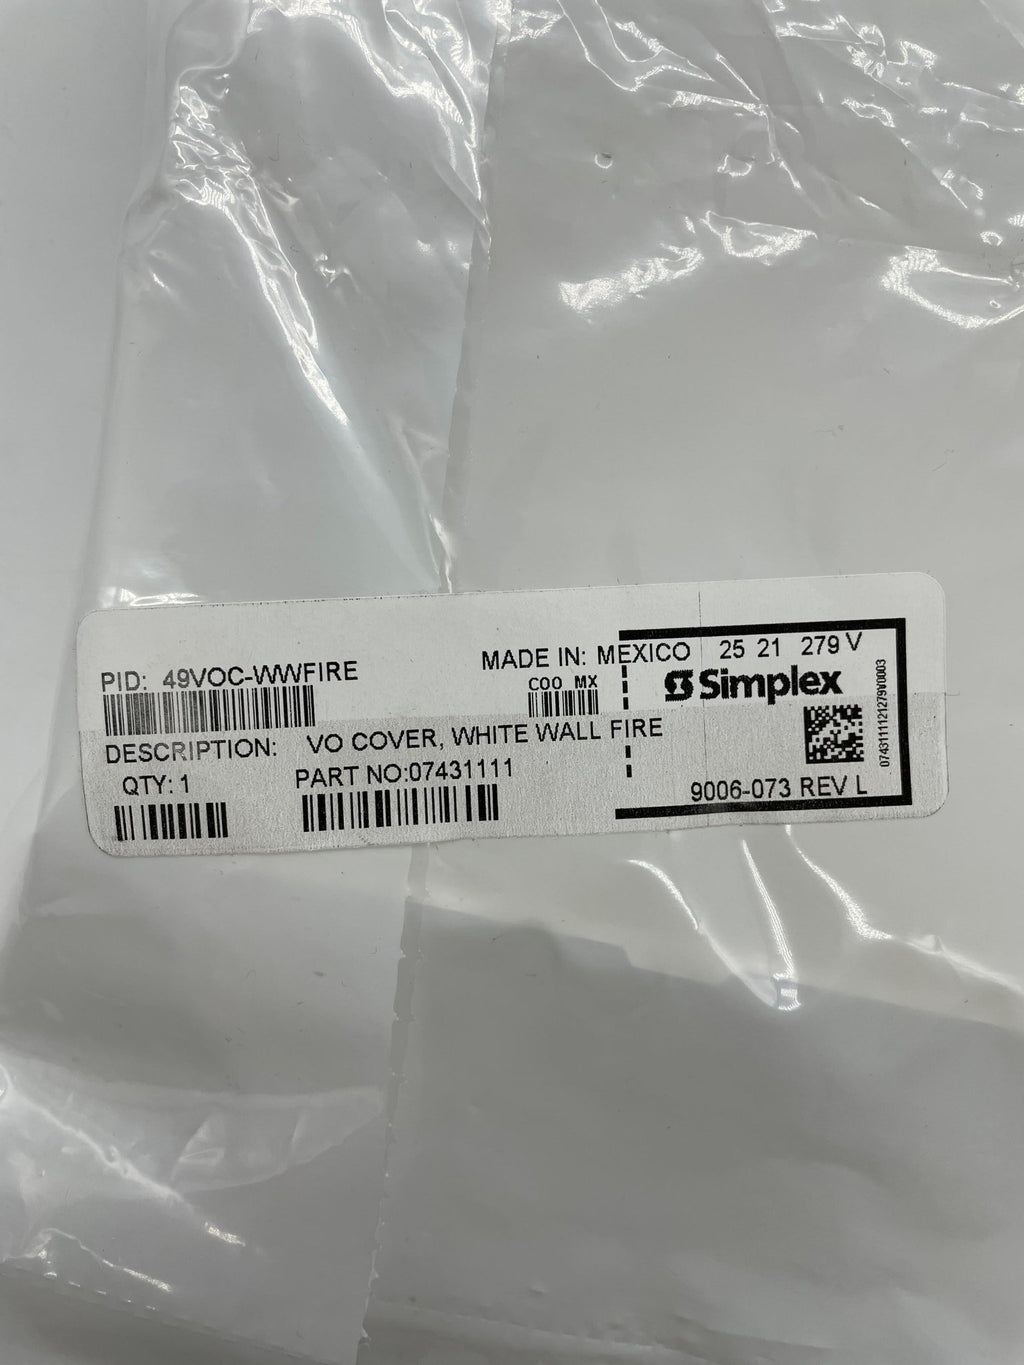 PID: 49VOC-WWFIRE
MADE IN: MEXICO 25 21 279 V
COO MX
Simplex
DESCRIPTION: VO COVER, WHITE WALL FIRE
QTY: 1
PART NO:07431111
9006-073 REV L
0743111121279V0003